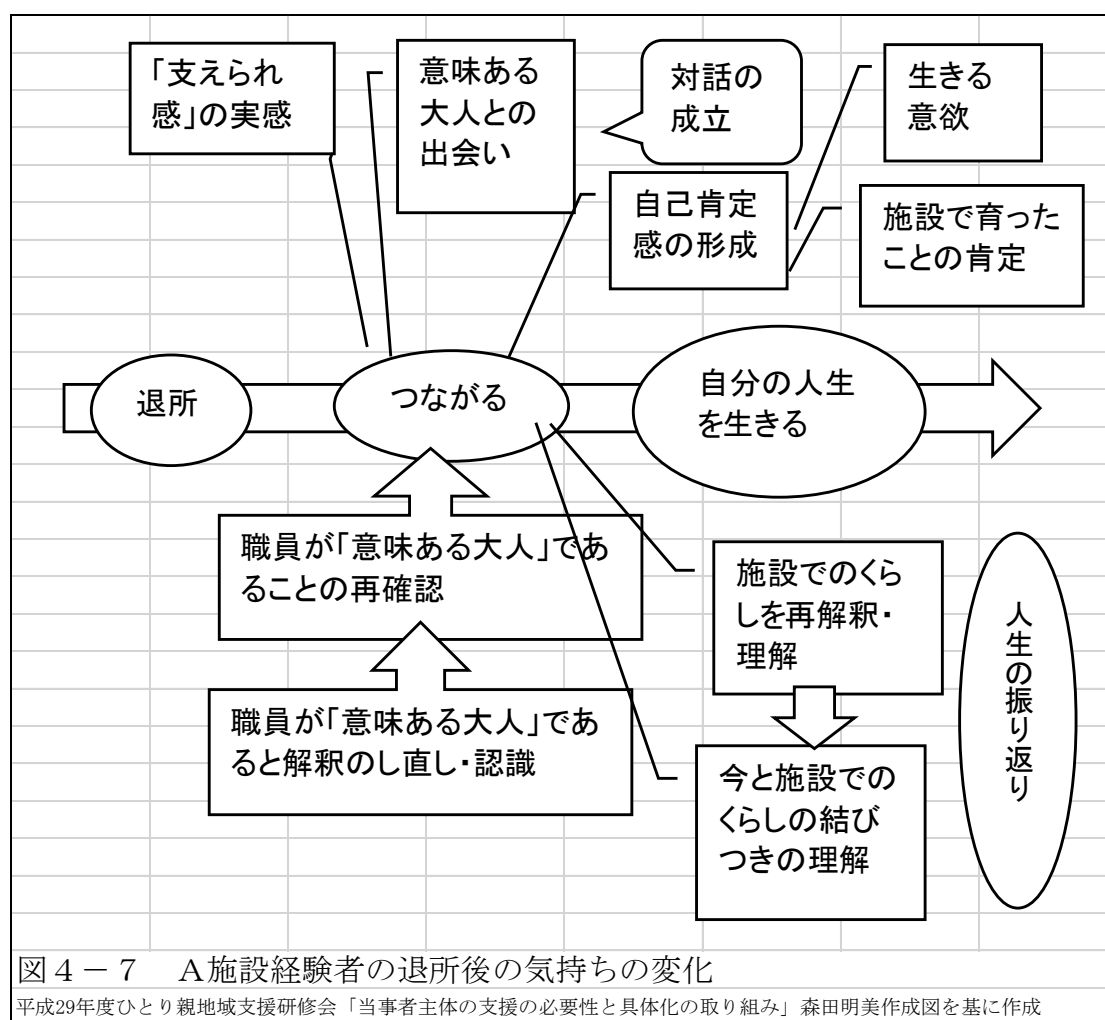 「支えられ
感」の実感
意味ある
大人との
出会い
対話の
成立
生きる
意欲
自己肯定
感の形成
施設で育った
ことの肯定
退所
つながる
自分の人生
を生きる
職員が「意味ある大人」であ
ることの再確認
職員が「意味ある大人」であ
ると解釈のし直し・認識
施設でのくら
しを再解釈・
理解
今と施設での
くらしの結び
つきの理解
人生の振り返り
図４－７　Ａ施設経験者の退所後の気持ちの変化
平成29年度ひとり親地域支援研修会「当事者主体の支援の必要性と具体化の取り組み」森田明美作成図を基に作成